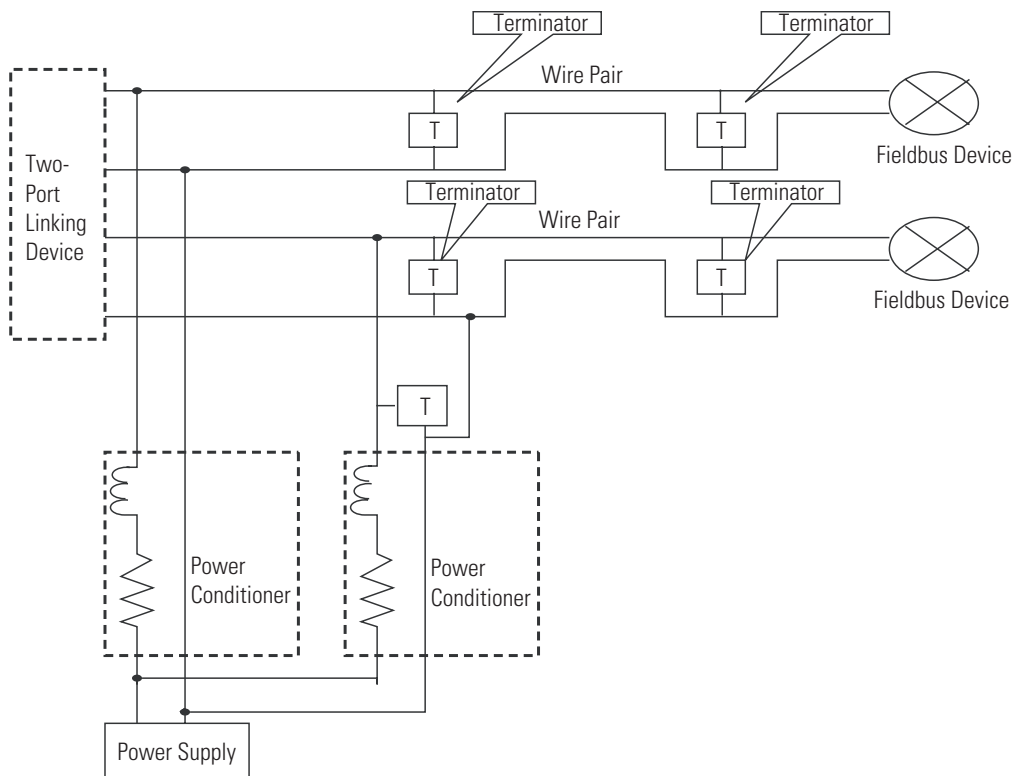 Terminator
Terminator
Wire Pair
T
T
Fieldbus Device
Two-
Port
Linking
Device
Terminator
Terminator
Wire Pair
T
T
Fieldbus Device
T
Power
Conditioner
Power
Conditioner
Power Supply